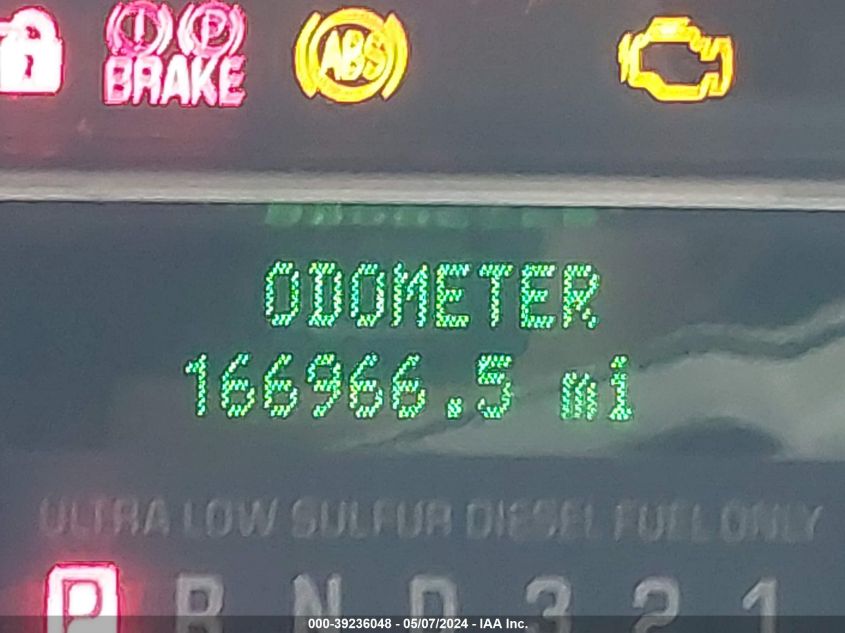 BRAKE ABS
ODOMETER
166966.5 mi
ULTRA LOW SULFUR DIESEL FUEL ONLY
P R N D 3 2 1
000-39236048 - 05/07/2024 - IAA Inc.